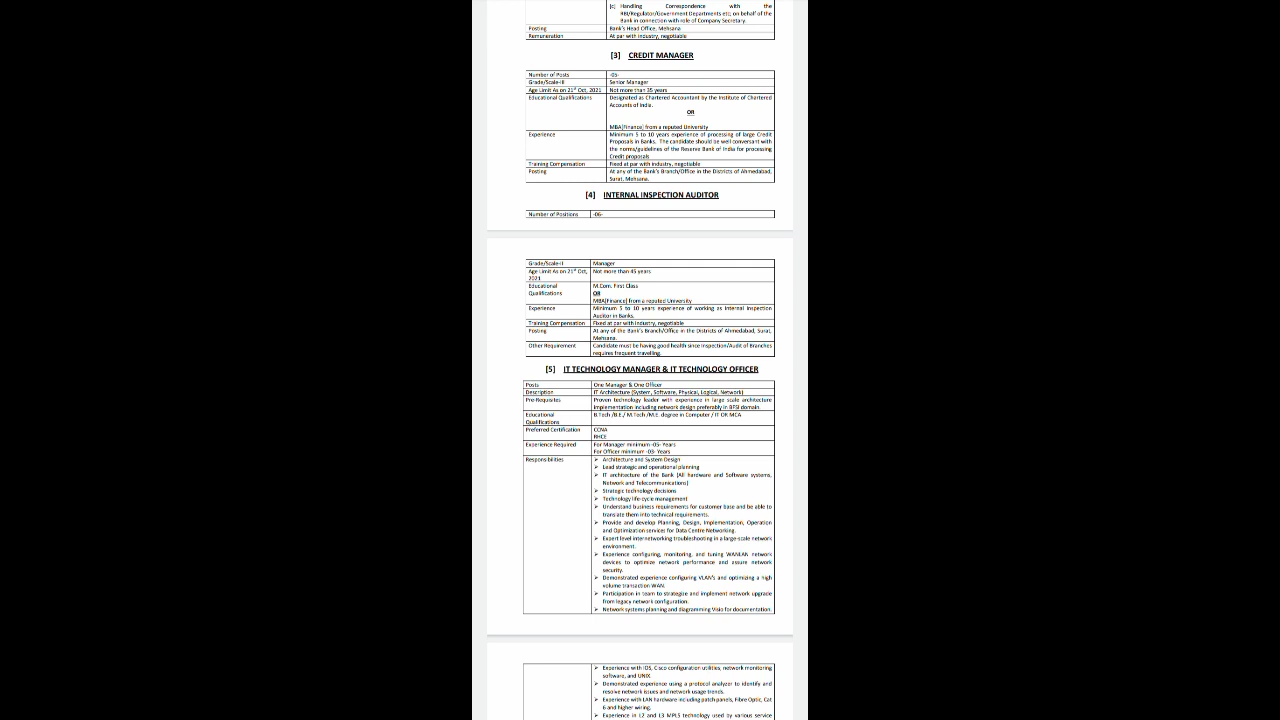 [c] Handling Correspondence with the
RBI/Regulator/Government Departments etc; on behalf of the
Bank in connection with role of Company Secretary.
Posting Bank's Head Office, Mehsana
Remuneration At par with industry, negotiable
[3] CREDIT MANAGER
Number of Posts -05-
Grade/Scale-III Senior Manager
Age Limit As on 21st Oct, 2021 Not more than 35 years
Educational Qualifications Designated as Chartered Accountant by the Institute of Chartered
Accounts of India.
OR
MBA[Finance] from a reputed University
Experience Minimum 5 to 10 years experience of processing of large Credit
Proposals in Banks. The candidate should be well conversant with
the norms/guidelines of the Reserve Bank of India for processing
Credit proposals
Training Compensation Fixed at par with industry, negotiable
Posting At any of the Bank's Branch/Office in the Districts of Ahmedabad,
Surat, Mehsana.
[4] INTERNAL INSPECTION AUDITOR
Number of Positions -06-
Grade/Scale-II Manager
Age Limit As on 21st Oct, Not more than 45 years
2021
Educational M.Com. First Class
Qualifications OR
MBA[Finance] from a reputed University
Experience Minimum 5 to 10 years experience of working as Internal Inspection
Auditor in Banks.
Training Compensation Fixed at par with industry, negotiable
Posting At any of the Bank's Branch/Office in the Districts of Ahmedabad, Surat,
Mehsana.
Other Requirement Candidate must be having good health since Inspection/Audit of Branches
requires frequent travelling.
[5] IT TECHNOLOGY MANAGER & IT TECHNOLOGY OFFICER
Posts One Manager & One Officer
Description IT Architecture (System, Software, Physical, Logical, Network)
Pre-Requisites Proven technology leader with experience in large scale architecture
implementation including network design preferably in BFSI domain
Educational B.Tech /B.E./ M.Tech /M.E. degree in Computer / IT OR MCA
Qualifications
Preferred Certification CCNA
RHCE
Experience Required For Manager minimum -05- Years
For Officer minimum -03- Years
Responsibilities ➢ Architecture and System Design
➢ Lead strategic and operational planning
➢ IT architecture of the Bank (All hardware and Software systems,
Network and Telecommunications)
➢ Strategic technology decisions
➢ Technology life-cycle management
➢ Understand business requirements for customer base and be able to
translate them into technical requirements.
➢ Provide and develop Planning, Design, Implementation, Operation
and Optimization services for Data Centre Networking.
➢ Expert level internetworking troubleshooting in a large-scale network
environment.
➢ Experience configuring, monitoring, and tuning WANLAN network
devices to optimize network performance and assure network
security.
➢ Demonstrated experience configuring VLAN's and optimizing a high
volume transaction WAN.
➢ Participation in team to strategize and implement network upgrade
from legacy network configuration.
➢ Network systems planning and diagramming Visio for documentation.
➢ Experience with IOS, Cisco configuration utilities, network monitoring
software, and UNIX.
➢ Demonstrated experience using a protocol analyzer to identify and
resolve network issues and network usage trends.
➢ Experience with LAN hardware including patch panels, Fibre Optic, Cat
6 and higher wiring.
➢ Experience in L2 and L3 MPLS technology used by various service